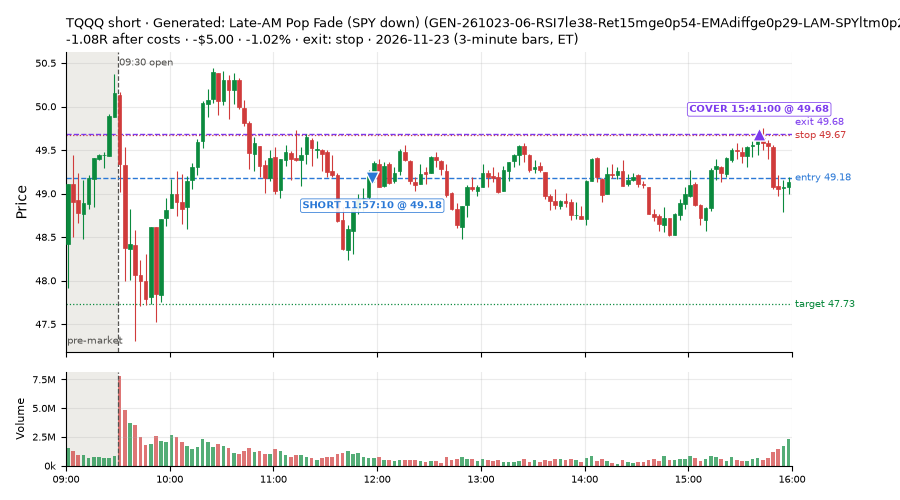 TQQQ short · Generated: Late-AM Pop Fade (SPY down) (GEN-261023-06-RSI7le38-Ret15mge0p54-EMAdiffge0p29-LAM-SPYltm0p2
-1.08R after costs · -$5.00 · -1.02% · exit: stop · 2026-11-23 (3-minute bars, ET)
50.5
09:30 open
50.0
COVER 15:41:00 @ 49.68
exit 49.68
stop 49.67
49.5
entry 49.18
49.0
SHORT 11:57:10 @ 49.18
48.5
48.0
target 47.73
47.5
pre-market
Price
7.5M
5.0M
2.5M
0k
Volume
09:00 10:00 11:00 12:00 13:00 14:00 15:00 16:00